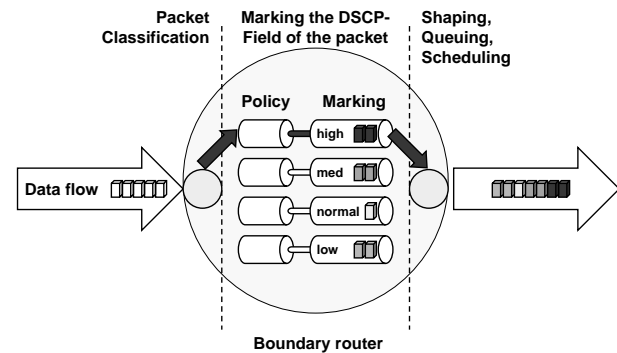 Packet
Classification
Marking the DSCP-
Field of the packet
Shaping,
Queuing,
Scheduling
Policy
Marking
high
med
normal
low
Data flow
Boundary router